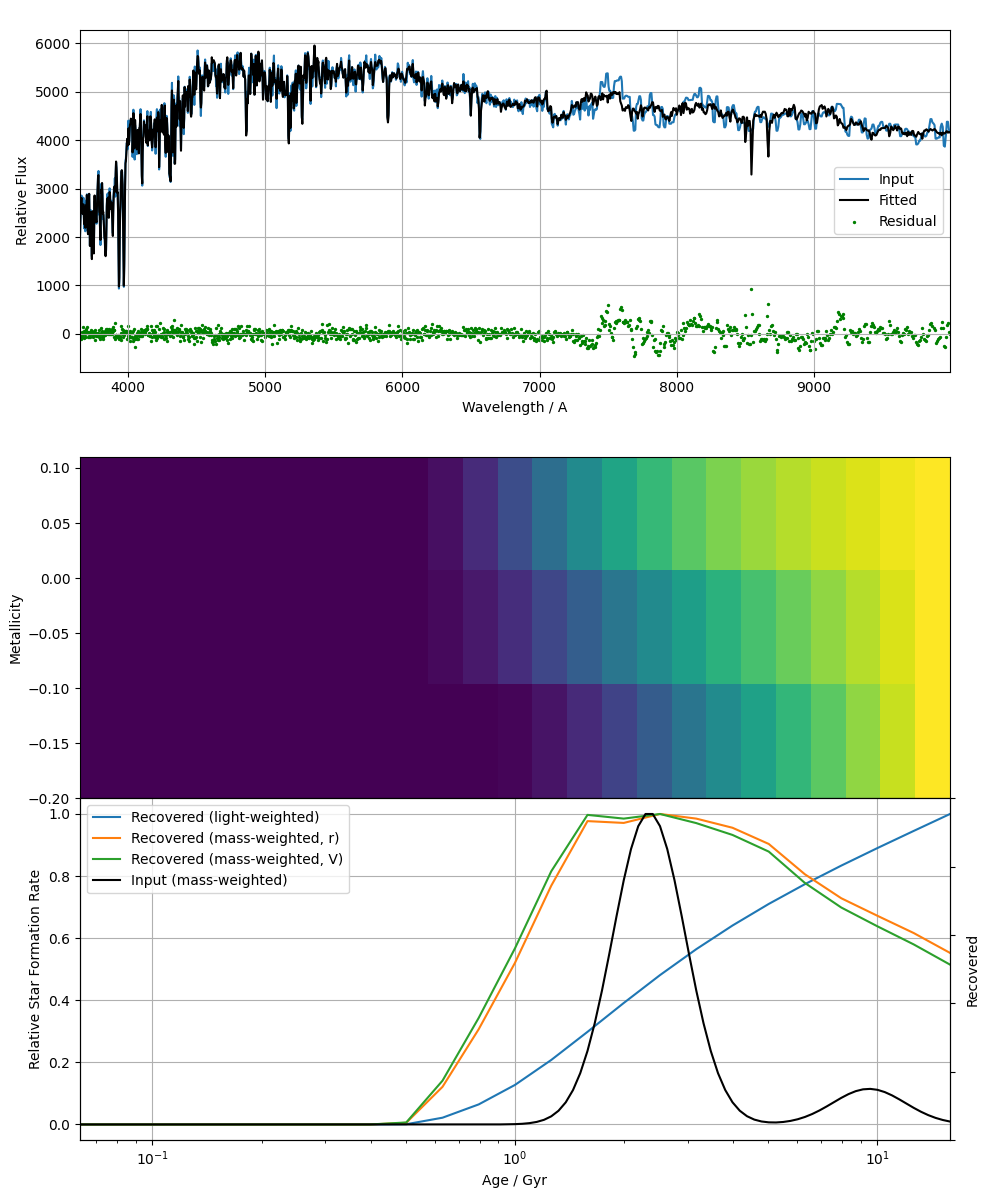 6000
5000
4000
3000
2000
1000
0
Relative Flux
Input
Fitted
Residual
4000 5000 6000 7000 8000 9000
Wavelength / A
0.10
0.05
0.00
−0.05
−0.10
−0.15
−0.20
Metallicity
Recovered (light-weighted)
Recovered (mass-weighted, r)
Recovered (mass-weighted, V)
Input (mass-weighted)
1.0
0.8
0.6
0.4
0.2
0.0
Relative Star Formation Rate
Recovered
10⁻¹ 10⁰ 10¹
Age / Gyr